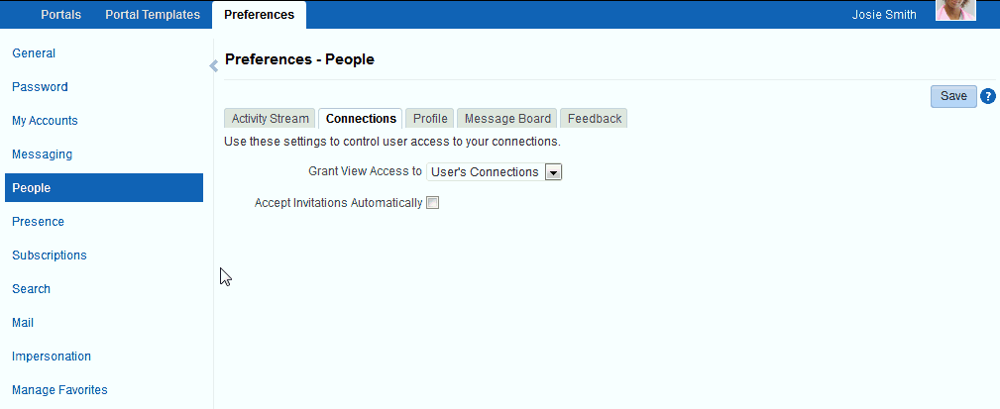 Portals Portal Templates Preferences Josie Smith
General
Password
My Accounts
Messaging
People
Presence
Subscriptions
Search
Mail
Impersonation
Manage Favorites
Preferences - People
Save ?
Activity Stream Connections Profile Message Board Feedback
Use these settings to control user access to your connections.
Grant View Access to User's Connections
Accept Invitations Automatically